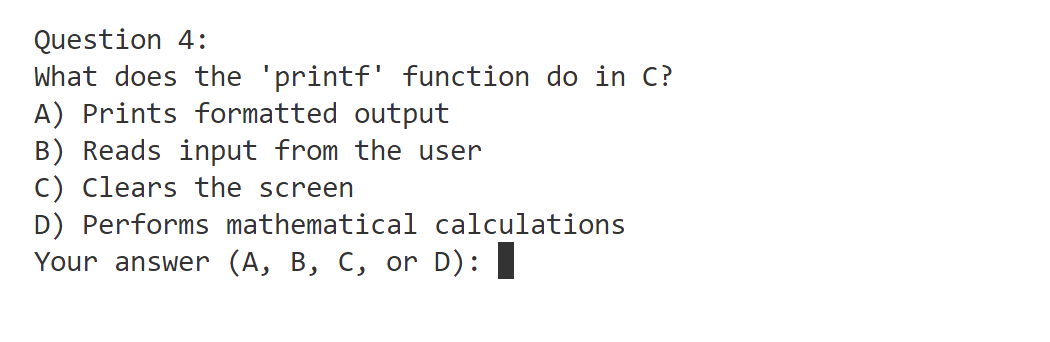 Question 4:
What does the 'printf' function do in C?
A) Prints formatted output
B) Reads input from the user
C) Clears the screen
D) Performs mathematical calculations
Your answer (A, B, C, or D):